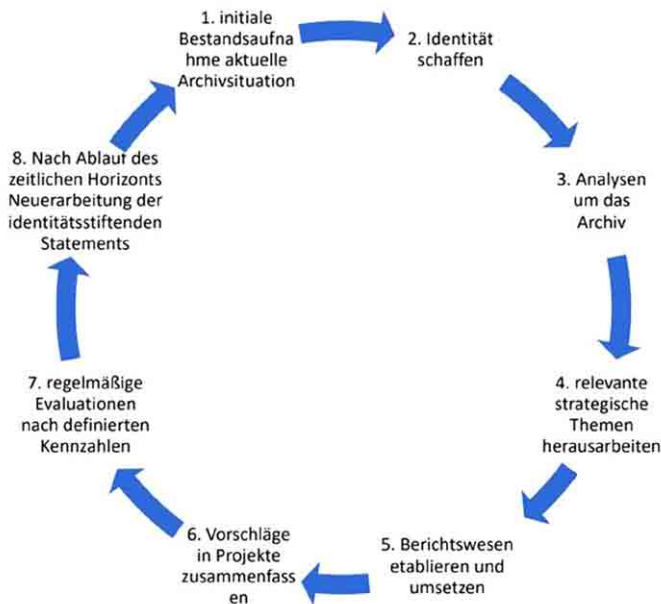 1. initiale
Bestandsaufna
hme aktuelle
Archivsituation
2. Identität
schaffen
3. Analysen
um das
Archiv
4. relevante
strategische
Themen
herausarbeiten
5. Berichtswesen
etablieren und
umsetzen
6. Vorschläge
in Projekte
zusammenfass
en
7. regelmäßige
Evaluationen
nach definierten
Kennzahlen
8. Nach Ablauf des
zeitlichen Horizonts
Neuerarbeitung der
identitätsstiftenden
Statements